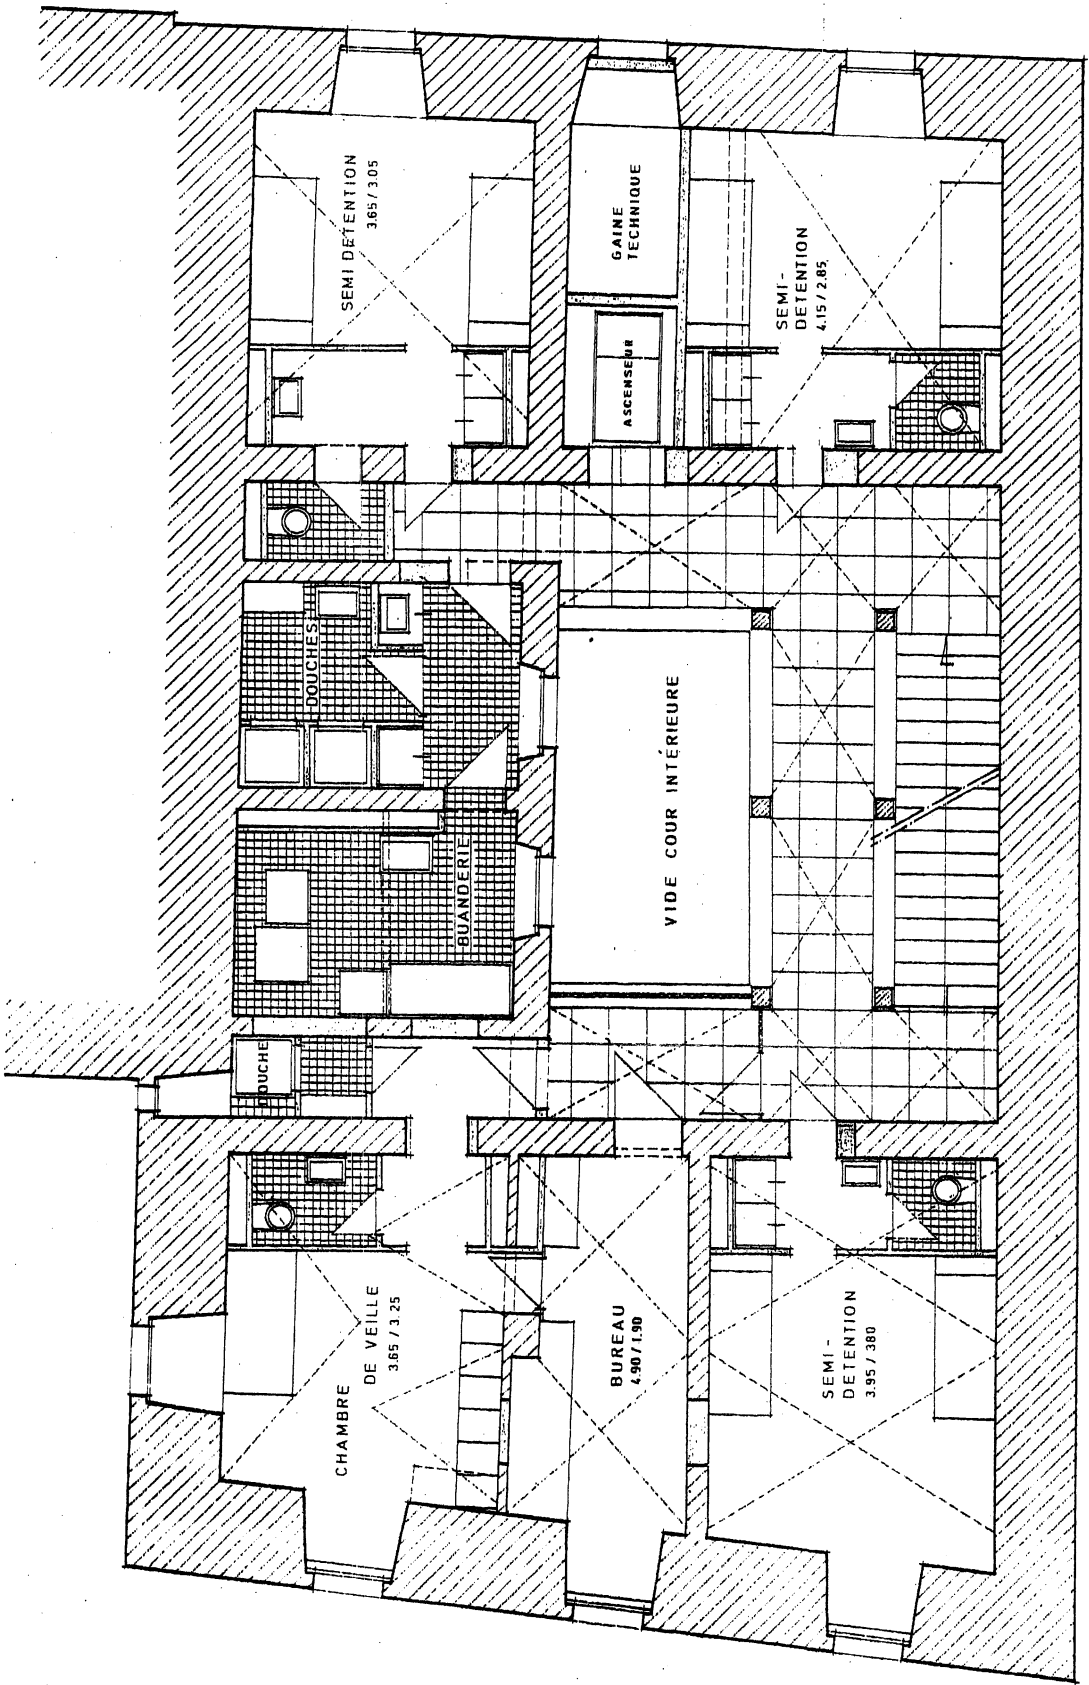 SEMI DETENTION
3.65 / 3.05
GAINE
TECHNIQUE
SEMI-
DETENTION
4.15 / 2.85
ASCENSEUR
DOUCHES
VIDE COUR INTÉRIEURE
BUANDERIE
DOUCHE
CHAMBRE
DE VEILLE
3.65 / 3.25
BUREAU
4.90 / 1.90
SEMI-
DETENTION
3.95 / 380